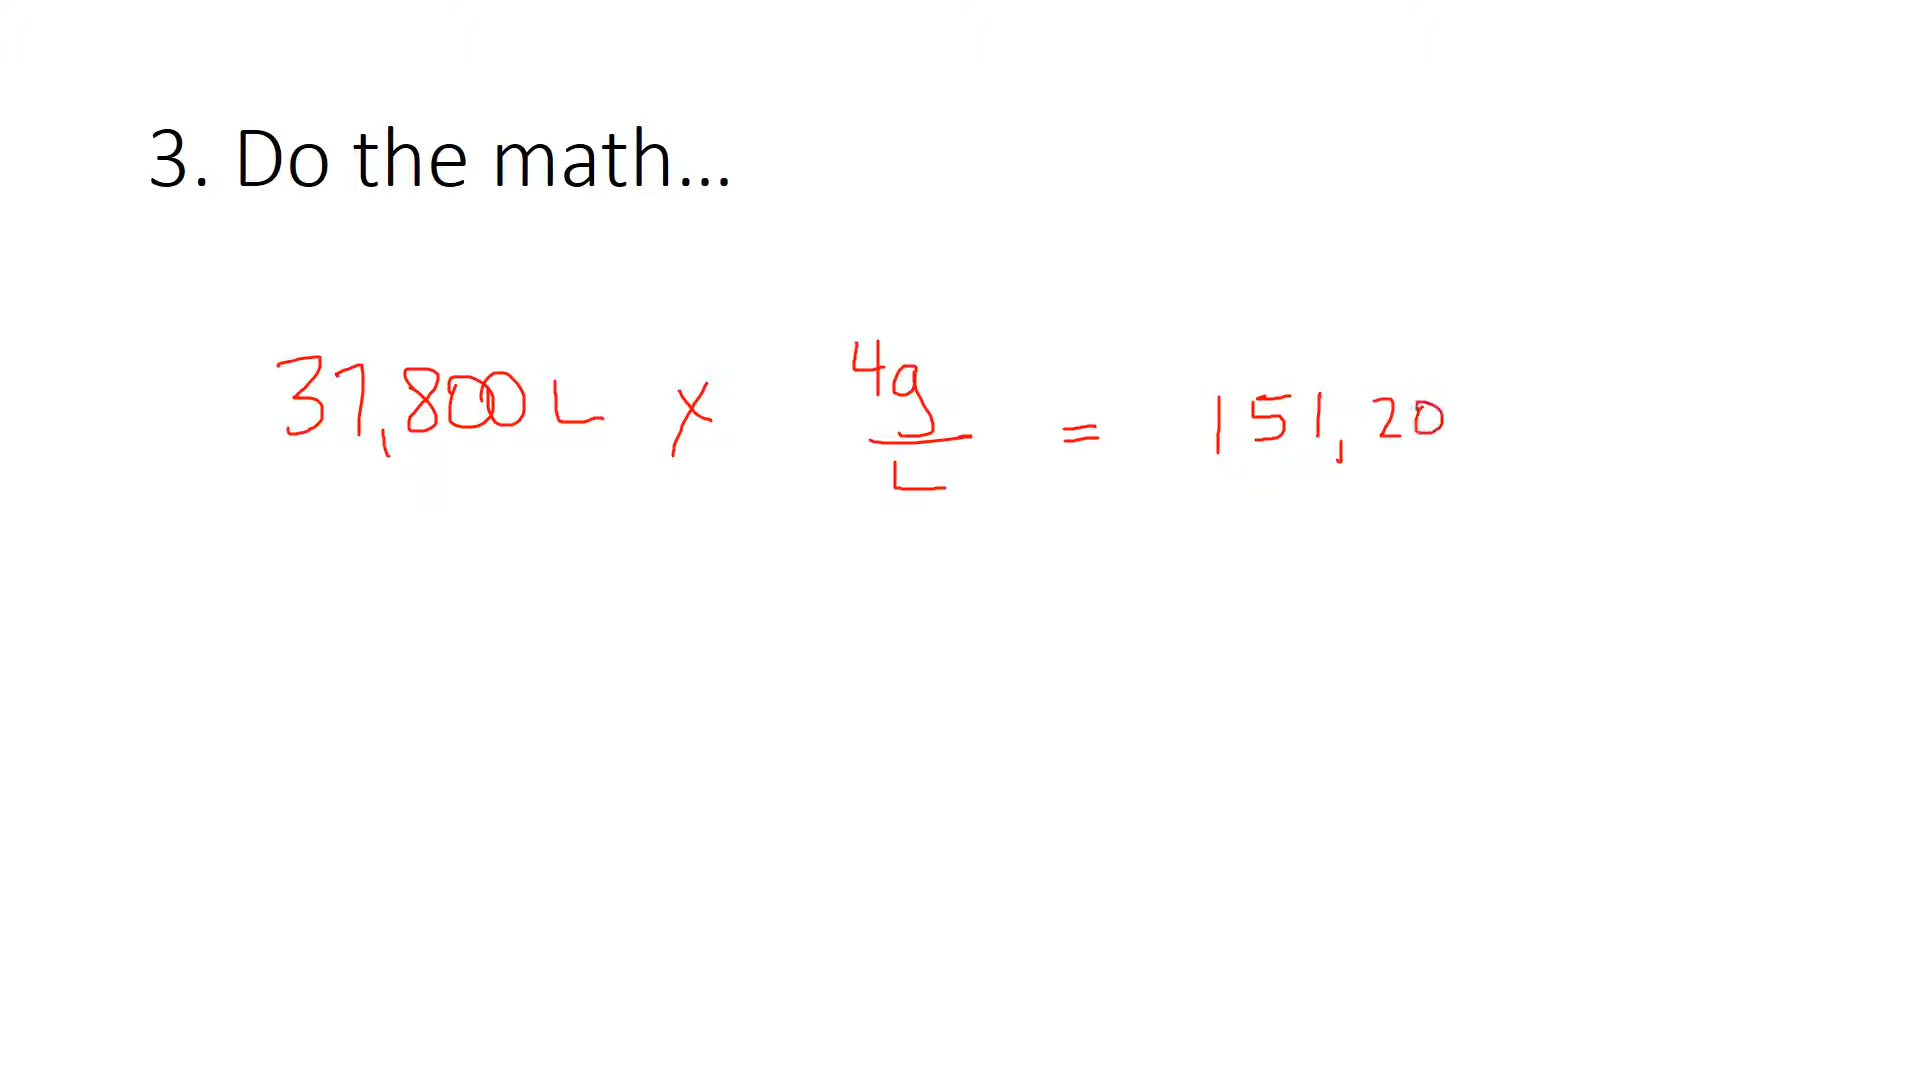 3. Do the math...
37,800 L x 4g/L = 151,20